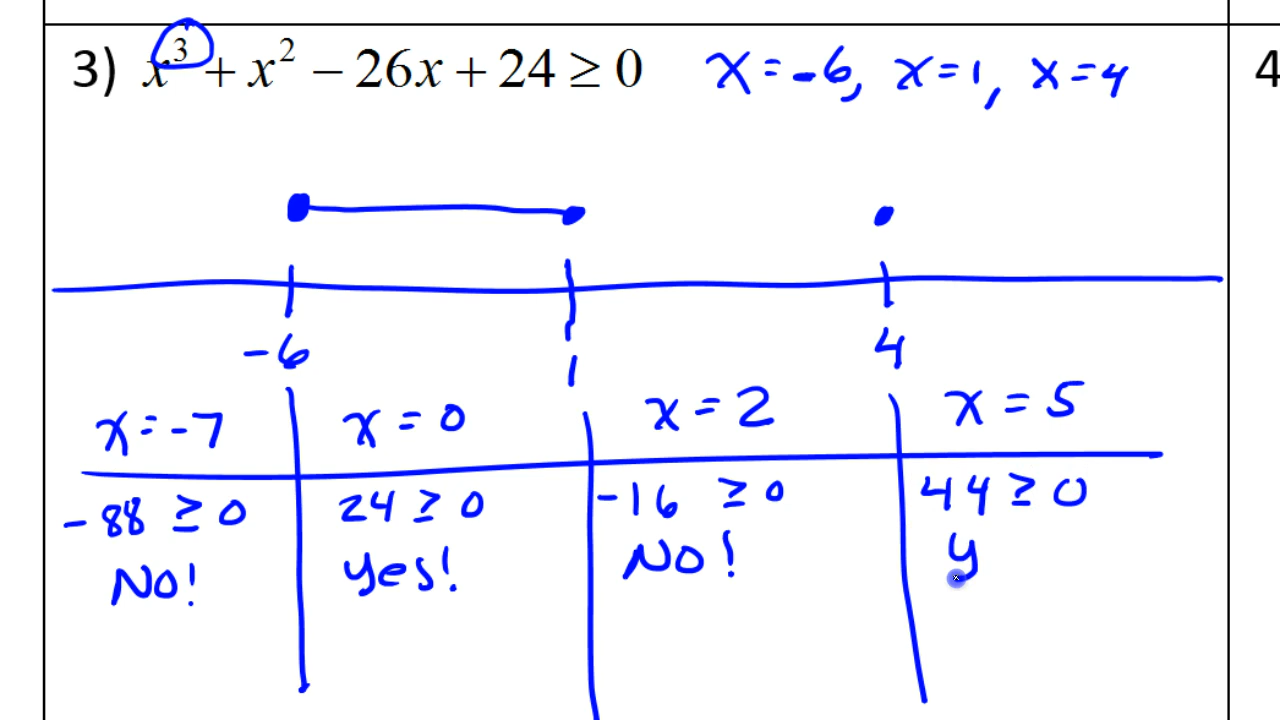 3) x³ + x² − 26x + 24 ≥ 0 x = -6, x = 1, x = 4
4
-6 1 4
x = -7 x = 0 x = 2 x = 5
-88 ≥ 0 24 ≥ 0 -16 ≥ 0 44 ≥ 0
No! Yes! No! y